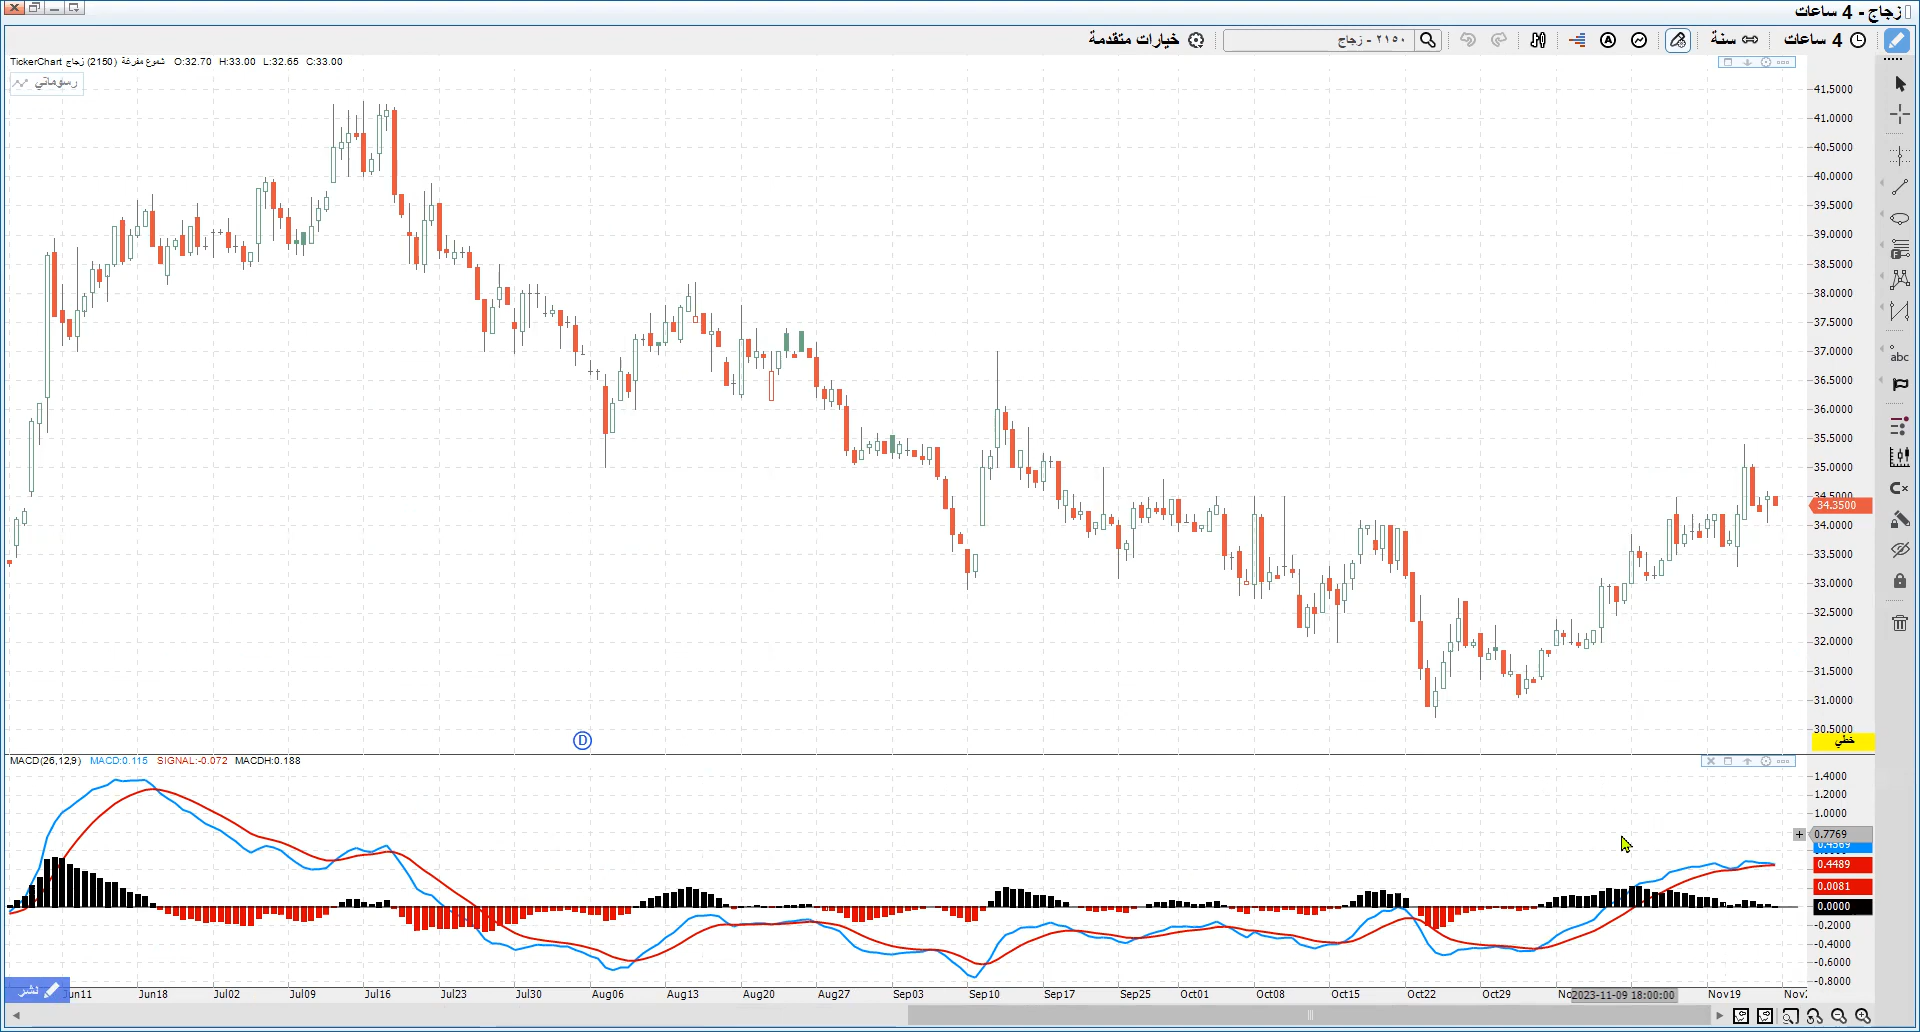 زجاج - 4 ساعات
4 ساعات
سنة
٢١٥٠ - زجاج
خيارات متقدمة
TickerChart زجاج (2150) شموع مفرغة O:32.70 H:33.00 L:32.65 C:33.00
رسوماتي
41.5000
41.0000
40.5000
40.0000
39.5000
39.0000
38.5000
38.0000
37.5000
37.0000
36.5000
36.0000
35.5000
35.0000
34.5000
34.3500
34.0000
33.5000
33.0000
32.5000
32.0000
31.5000
31.0000
30.5000
abc
D
خطي
MACD(26,12,9) MACD:0.115 SIGNAL:-0.072 MACDH:0.188
1.4000
1.2000
1.0000
0.7769
0.4489
0.0081
0.0000
-0.2000
-0.4000
-0.6000
-0.8000
نشر
Jun11 Jun18 Jul02 Jul09 Jul16 Jul23 Jul30 Aug06 Aug13 Aug20 Aug27 Sep03 Sep10 Sep17 Sep25 Oct01 Oct08 Oct15 Oct22 Oct29 No 2023-11-09 18:00:00 Nov19 Nov